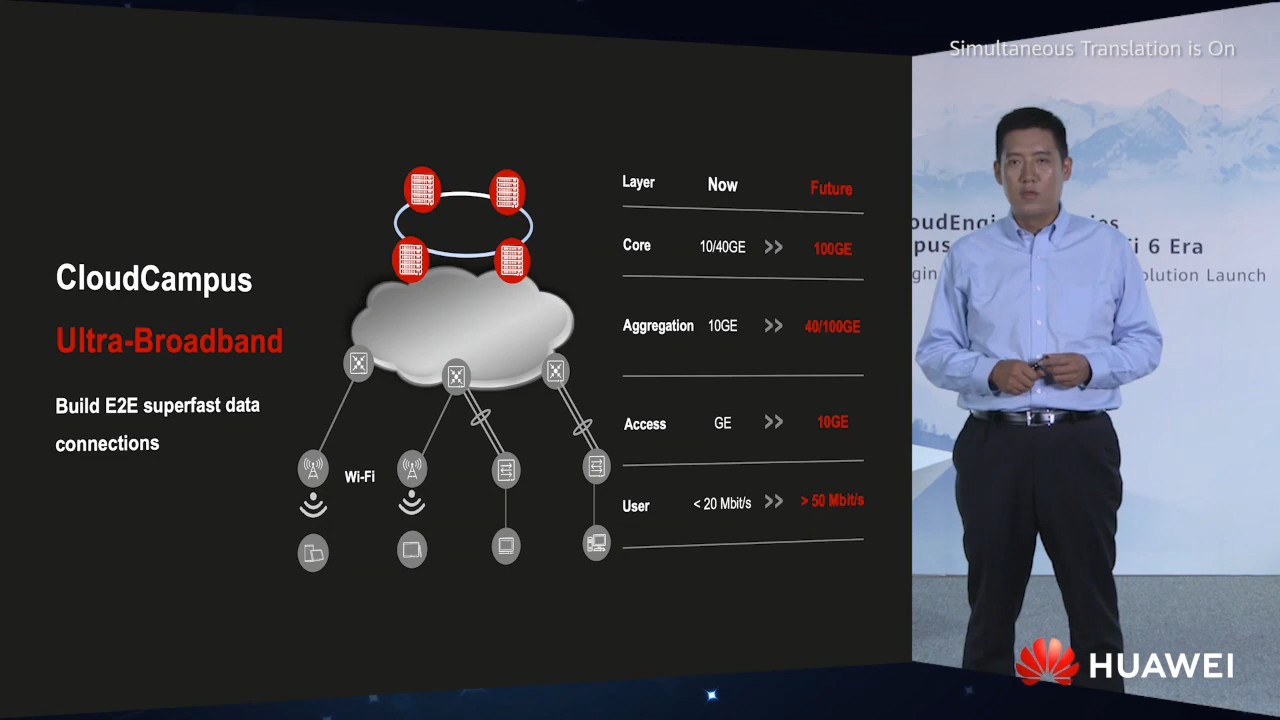 Simultaneous Translation is On
CloudCampus
Ultra-Broadband
Build E2E superfast data
connections
Wi-Fi
Layer Now Future
Core 10/40GE >> 100GE
Aggregation 10GE >> 40/100GE
Access GE >> 10GE
User < 20 Mbit/s >> > 50 Mbit/s
i 6 Era
olution Launch
HUAWEI